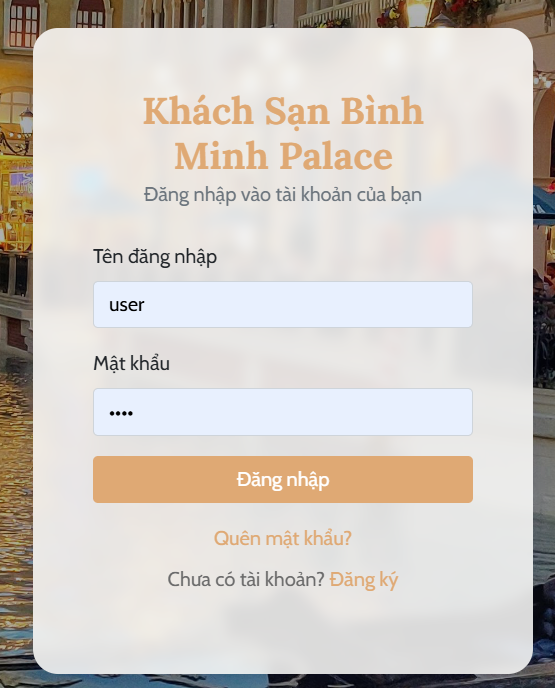 Khách Sạn Bình
Minh Palace
Đăng nhập vào tài khoản của bạn
Tên đăng nhập
user
Mật khẩu
••••
Đăng nhập
Quên mật khẩu?
Chưa có tài khoản? Đăng ký